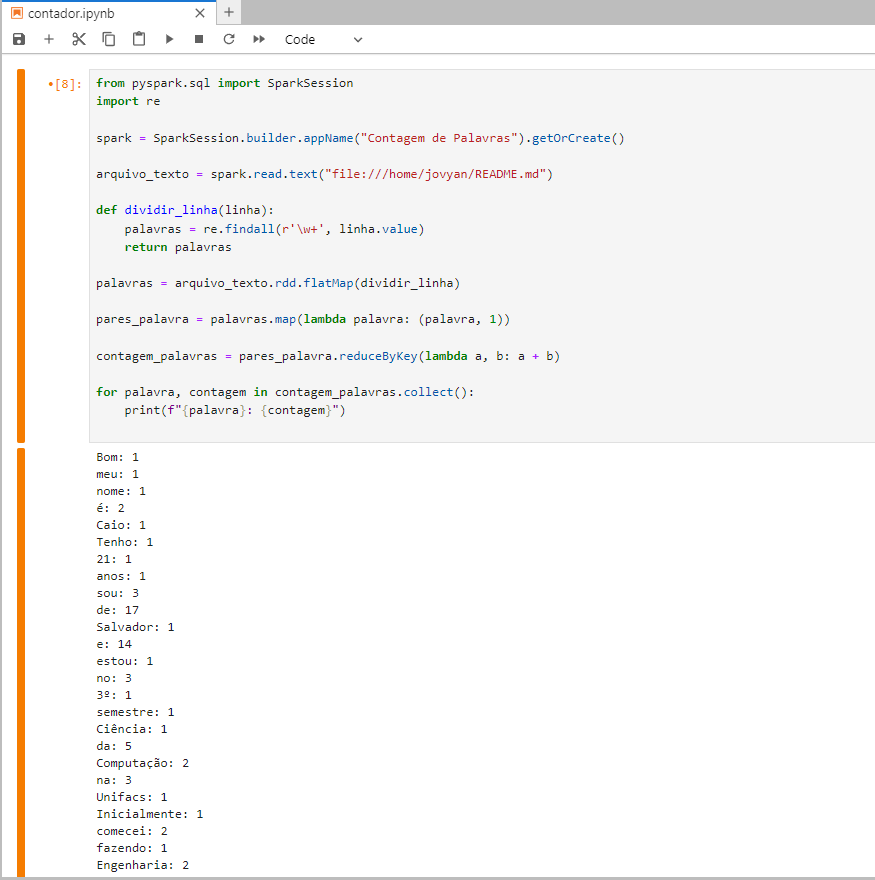 contador.ipynb
Code
[8]:
from pyspark.sql import SparkSession
import re
spark = SparkSession.builder.appName("Contagem de Palavras").getOrCreate()
arquivo_texto = spark.read.text("file:///home/jovyan/README.md")
def dividir_linha(linha):
    palavras = re.findall(r'\w+', linha.value)
    return palavras
palavras = arquivo_texto.rdd.flatMap(dividir_linha)
pares_palavra = palavras.map(lambda palavra: (palavra, 1))
contagem_palavras = pares_palavra.reduceByKey(lambda a, b: a + b)
for palavra, contagem in contagem_palavras.collect():
    print(f"{palavra}: {contagem}")
Bom: 1
meu: 1
nome: 1
é: 2
Caio: 1
Tenho: 1
21: 1
anos: 1
sou: 3
de: 17
Salvador: 1
e: 14
estou: 1
no: 3
3º: 1
semestre: 1
Ciência: 1
da: 5
Computação: 2
na: 3
Unifacs: 1
Inicialmente: 1
comecei: 2
fazendo: 1
Engenharia: 2